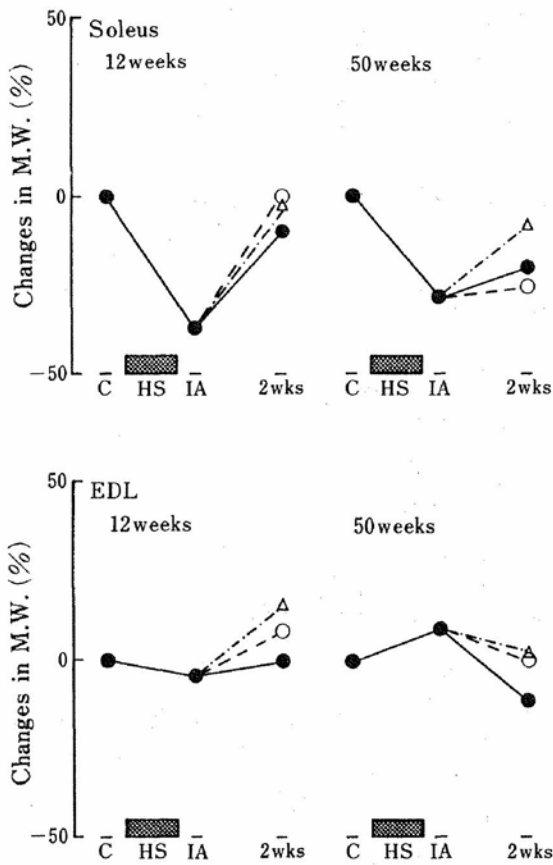 Changes in M.W. (%)
50
0
−50
Soleus
12weeks
50weeks
C HS IA 2wks C HS IA 2wks
Changes in M.W. (%)
50
0
−50
EDL
12weeks
50weeks
C HS IA 2wks C HS IA 2wks